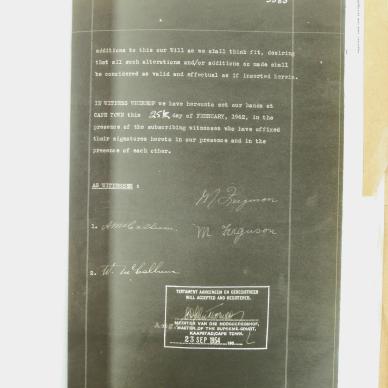 additions to this our Will as we shall think fit, desiring
that all such alterations and/or additions so made shall
be considered as valid and effectual as if inserted herein.
IN WITNESS WHEREOF we have hereunto set our hands at
CAPE TOWN this 25th day of FEBRUARY, 1942, in the
presence of the subscribing witnesses who have affixed
their signatures hereto in our presence and in the
presence of each other.
AS WITNESSES :
M Ferguson
1.
M Ferguson
2. W. McCallum
TESTAMENT AANGENEEM EN GEREGISTREER
WILL ACCEPTED AND REGISTERED.
MEESTER VAN DIE HOOGGEREGSHOF,
MASTER OF THE SUPREME COURT,
KAAPSTAD/CAPE TOWN.
23 SEP 1954